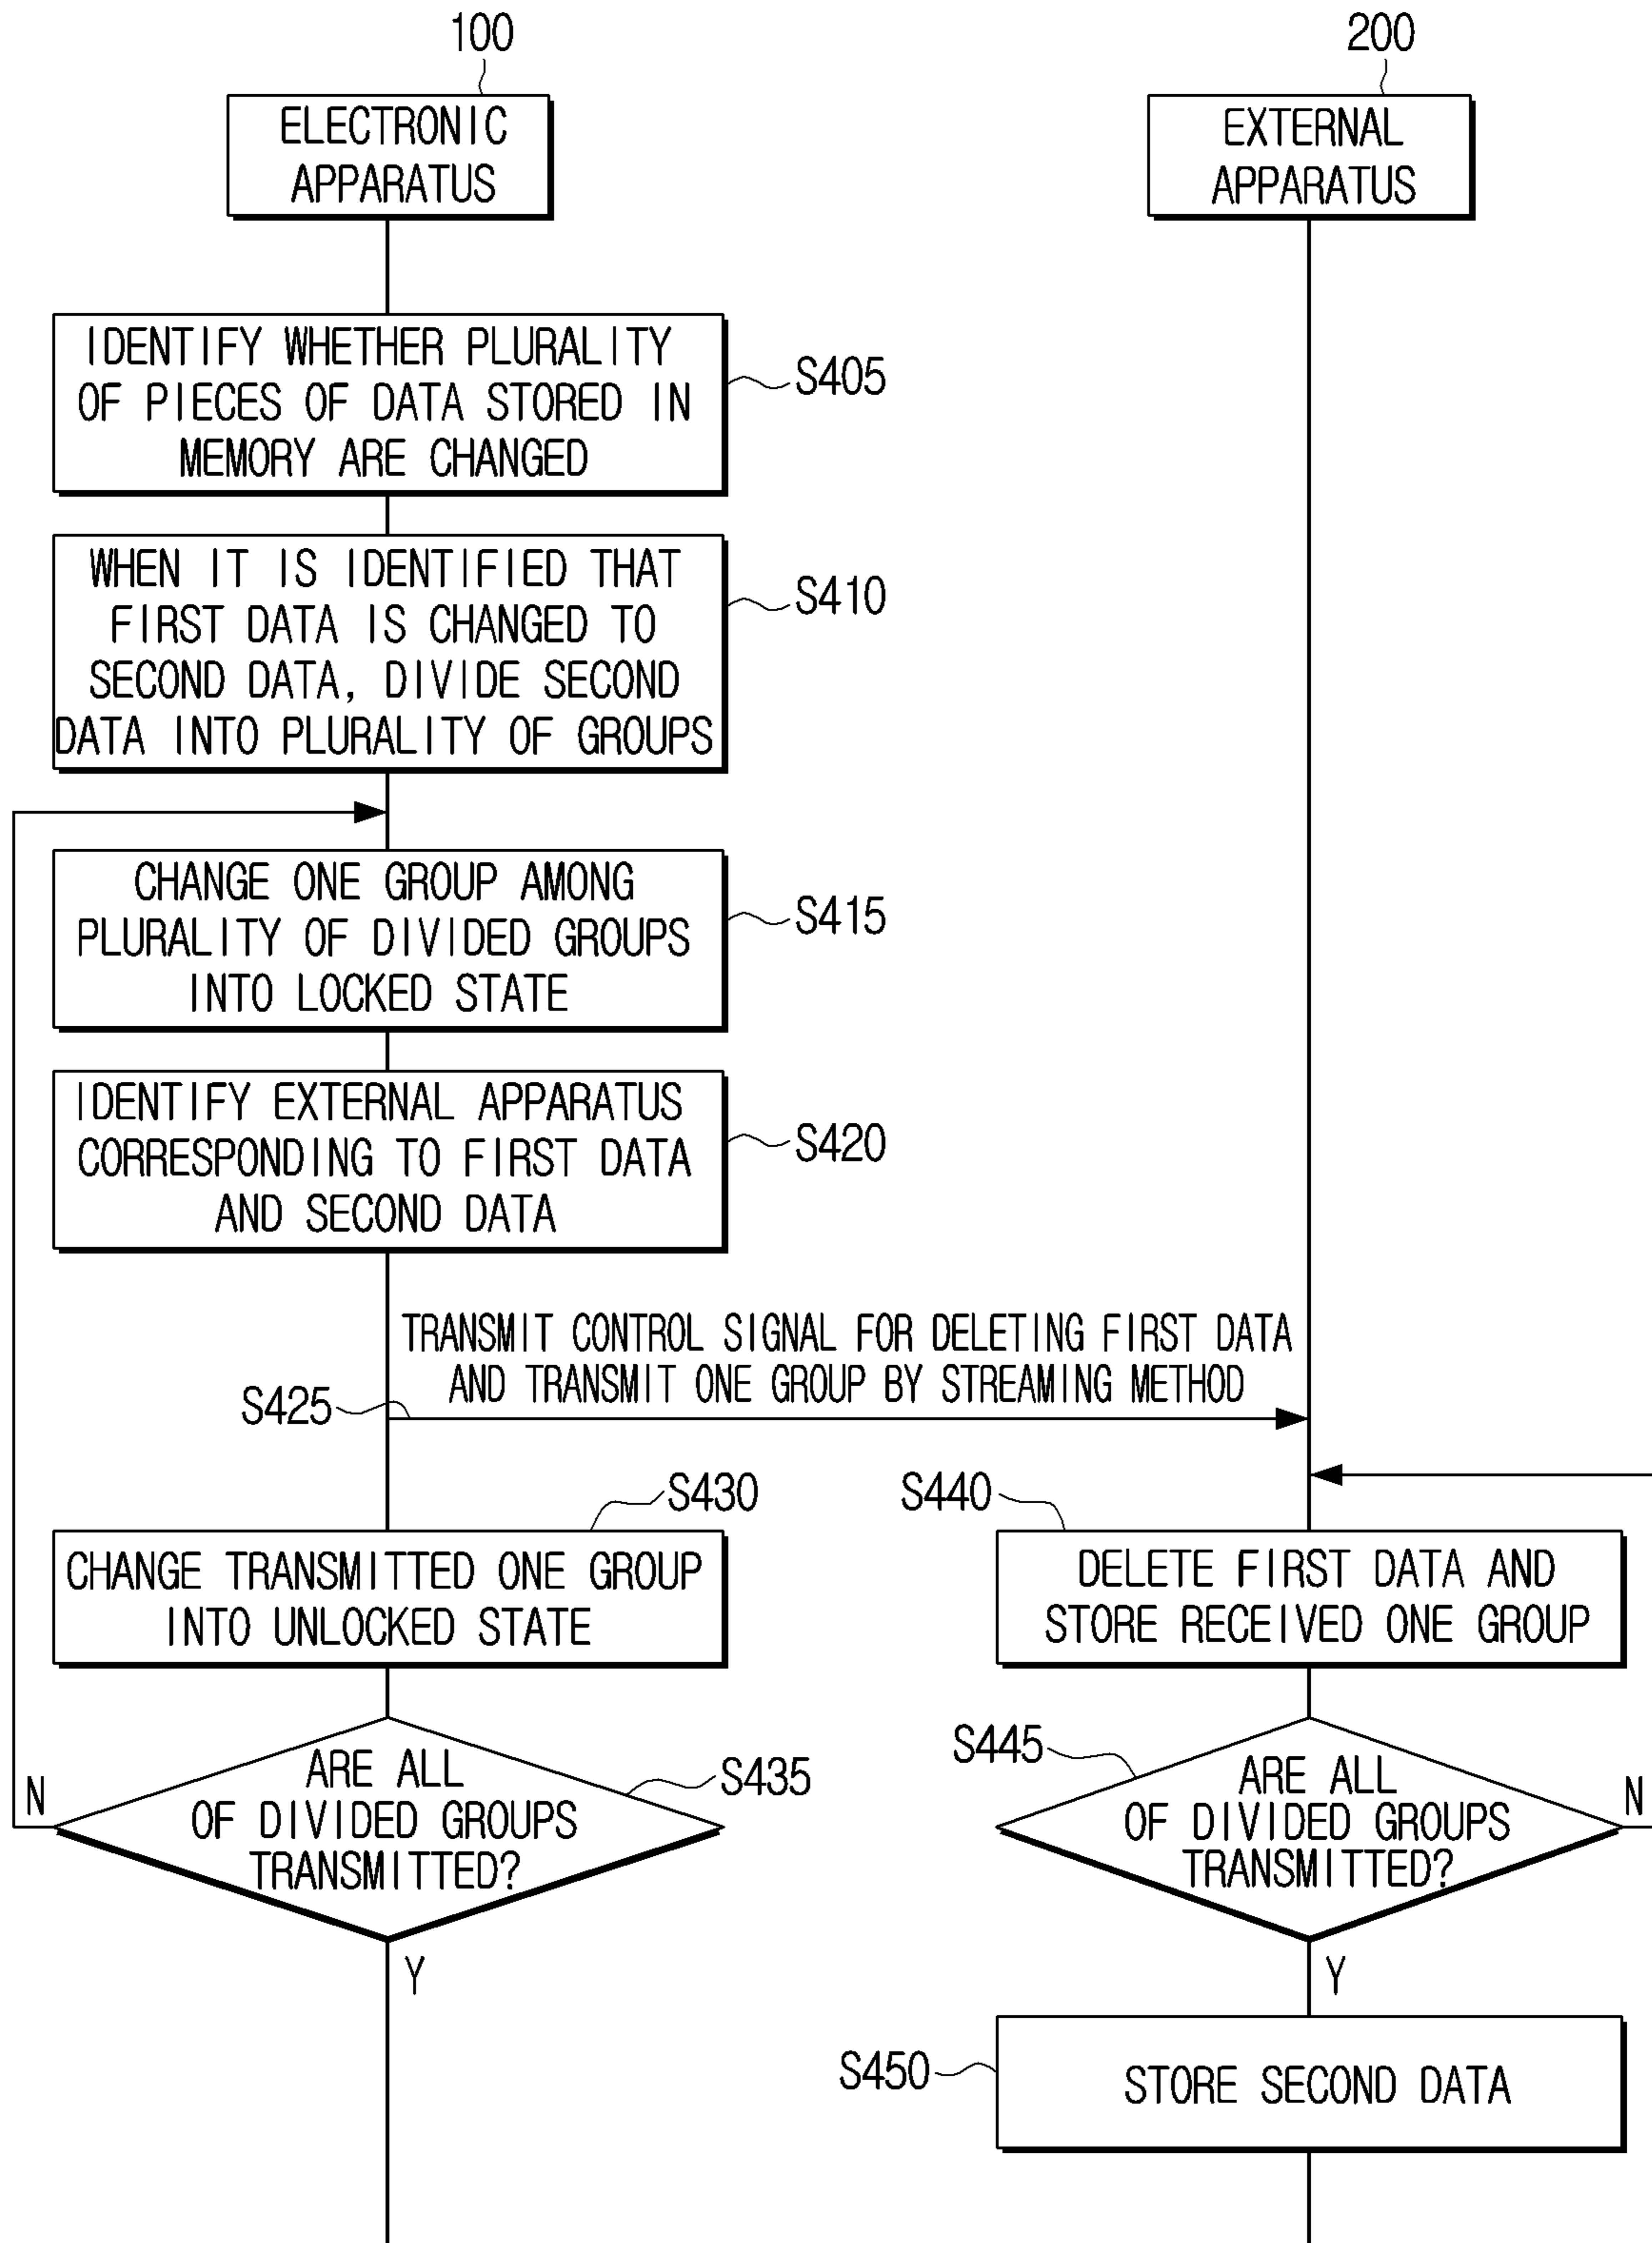 100
200
ELECTRONIC
APPARATUS
EXTERNAL
APPARATUS
IDENTIFY WHETHER PLURALITY
OF PIECES OF DATA STORED IN
MEMORY ARE CHANGED
S405
WHEN IT IS IDENTIFIED THAT
FIRST DATA IS CHANGED TO
SECOND DATA, DIVIDE SECOND
DATA INTO PLURALITY OF GROUPS
S410
CHANGE ONE GROUP AMONG
PLURALITY OF DIVIDED GROUPS
INTO LOCKED STATE
S415
IDENTIFY EXTERNAL APPARATUS
CORRESPONDING TO FIRST DATA
AND SECOND DATA
S420
TRANSMIT CONTROL SIGNAL FOR DELETING FIRST DATA
AND TRANSMIT ONE GROUP BY STREAMING METHOD
S425
S430
CHANGE TRANSMITTED ONE GROUP
INTO UNLOCKED STATE
S440
DELETE FIRST DATA AND
STORE RECEIVED ONE GROUP
N
ARE ALL
OF DIVIDED GROUPS
TRANSMITTED?
S435
Y
S445
ARE ALL
OF DIVIDED GROUPS
TRANSMITTED?
N
Y
S450
STORE SECOND DATA